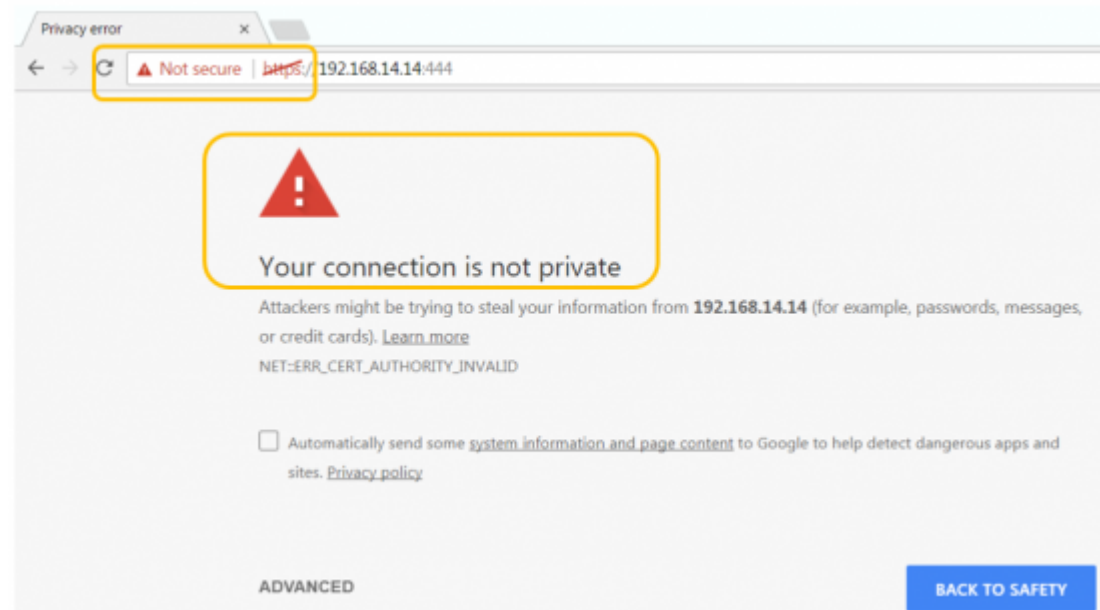 Privacy error
Not secure | https://192.168.14.14:444
Your connection is not private
Attackers might be trying to steal your information from 192.168.14.14 (for example, passwords, messages,
or credit cards). Learn more
NET::ERR_CERT_AUTHORITY_INVALID
Automatically send some system information and page content to Google to help detect dangerous apps and
sites. Privacy policy
ADVANCED
BACK TO SAFETY